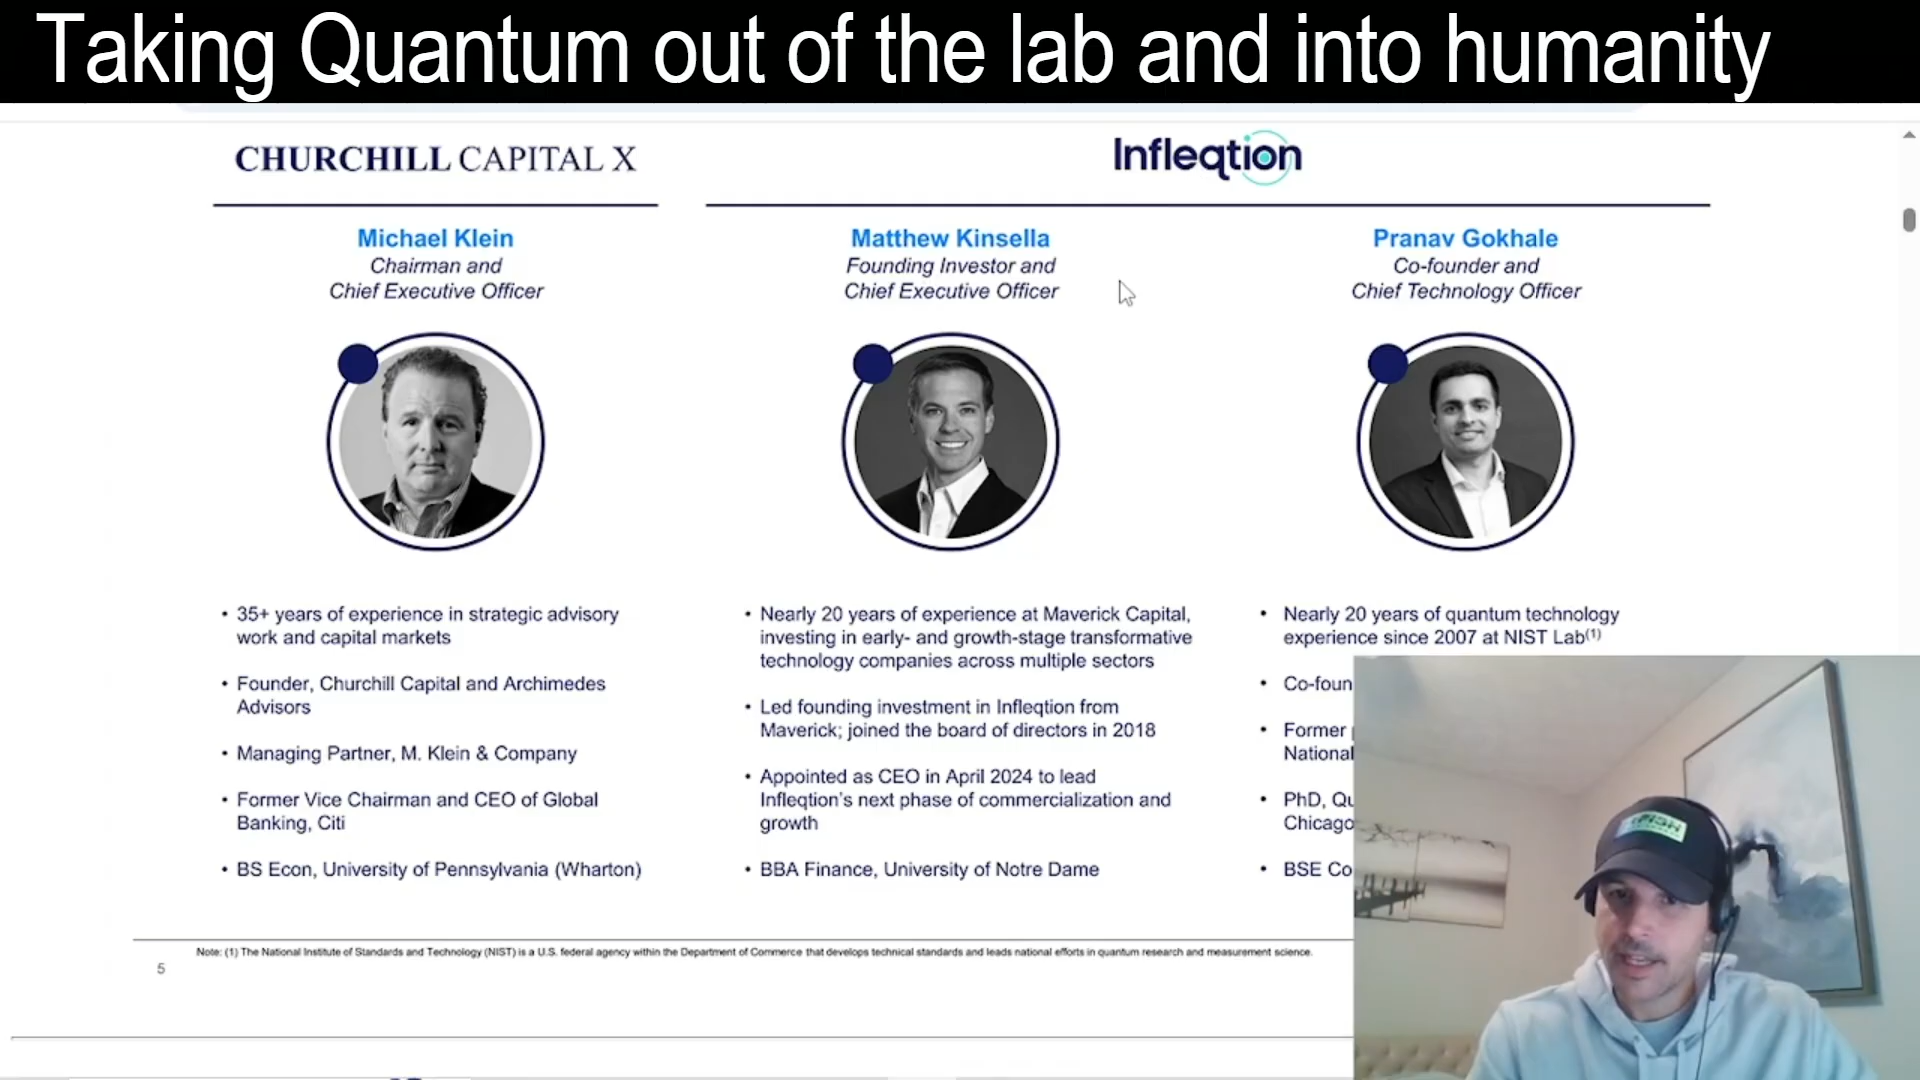 Taking Quantum out of the lab and into humanity
CHURCHILL CAPITAL X
Infleqtion
Michael Klein
Chairman and
Chief Executive Officer
• 35+ years of experience in strategic advisory
work and capital markets
• Founder, Churchill Capital and Archimedes
Advisors
• Managing Partner, M. Klein & Company
• Former Vice Chairman and CEO of Global
Banking, Citi
• BS Econ, University of Pennsylvania (Wharton)
Matthew Kinsella
Founding Investor and
Chief Executive Officer
• Nearly 20 years of experience at Maverick Capital,
investing in early- and growth-stage transformative
technology companies across multiple sectors
• Led founding investment in Infleqtion from
Maverick; joined the board of directors in 2018
• Appointed as CEO in April 2024 to lead
Infleqtion's next phase of commercialization and
growth
• BBA Finance, University of Notre Dame
Pranav Gokhale
Co-founder and
Chief Technology Officer
• Nearly 20 years of quantum technology
experience since 2007 at NIST Lab(1)
• Co-foun
• Former
National
• PhD, Qu
Chicago
• BSE Co
Note: (1) The National Institute of Standards and Technology (NIST) is a U.S. federal agency within the Department of Commerce that develops technical standards and leads national efforts in quantum research and measurement science.
5